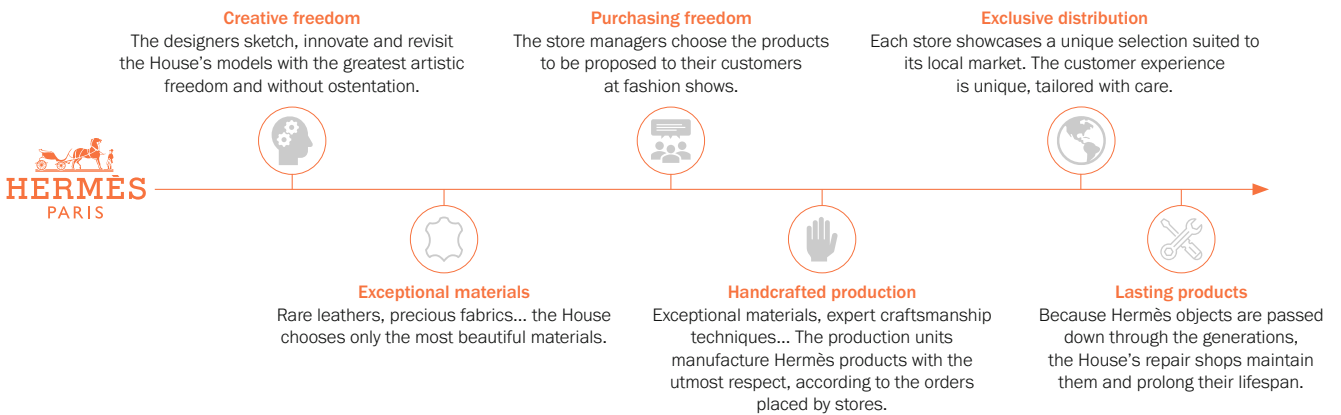 HERMÈS
PARIS
Creative freedom
The designers sketch, innovate and revisit
the House's models with the greatest artistic
freedom and without ostentation.
Exceptional materials
Rare leathers, precious fabrics... the House
chooses only the most beautiful materials.
Purchasing freedom
The store managers choose the products
to be proposed to their customers
at fashion shows.
Handcrafted production
Exceptional materials, expert craftsmanship
techniques... The production units
manufacture Hermès products with the
utmost respect, according to the orders
placed by stores.
Exclusive distribution
Each store showcases a unique selection suited to
its local market. The customer experience
is unique, tailored with care.
Lasting products
Because Hermès objects are passed
down through the generations,
the House's repair shops maintain
them and prolong their lifespan.